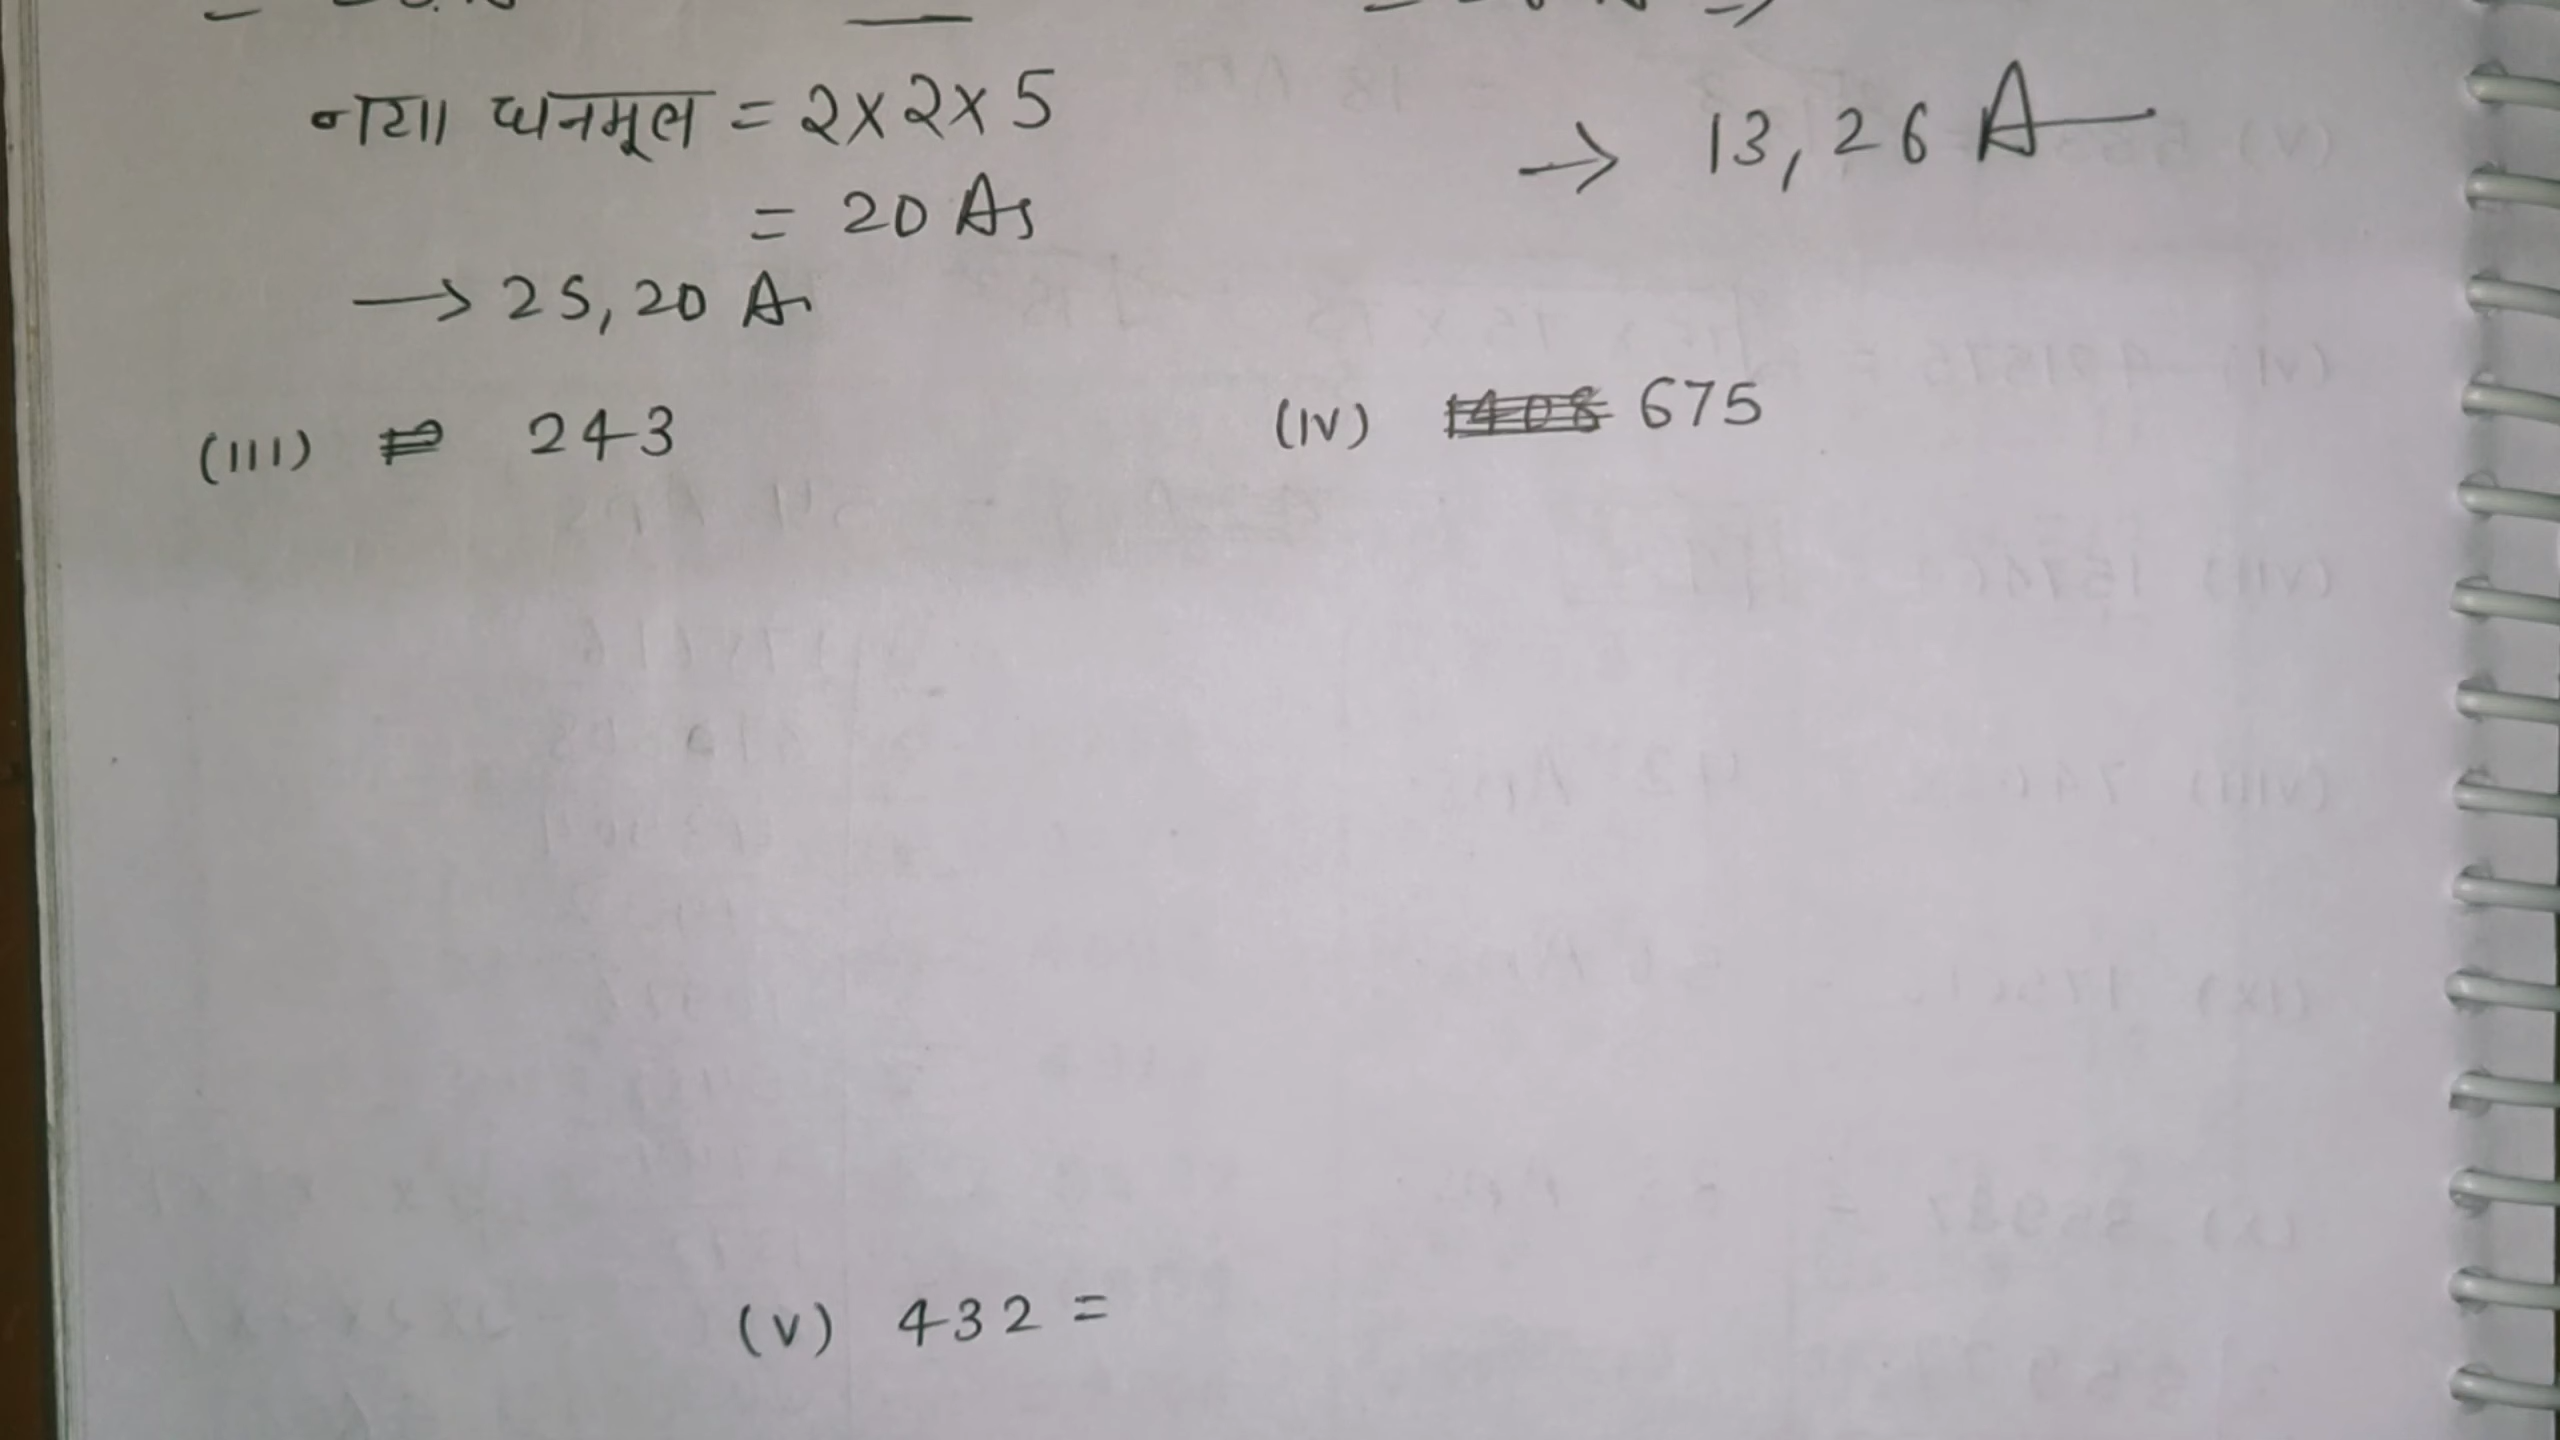 नया घनमूल = 2 x 2 x 5
= 20 As
→ 25, 20 A
→ 13, 26 A
(III) 243
(IV) 675
(V) 432 =